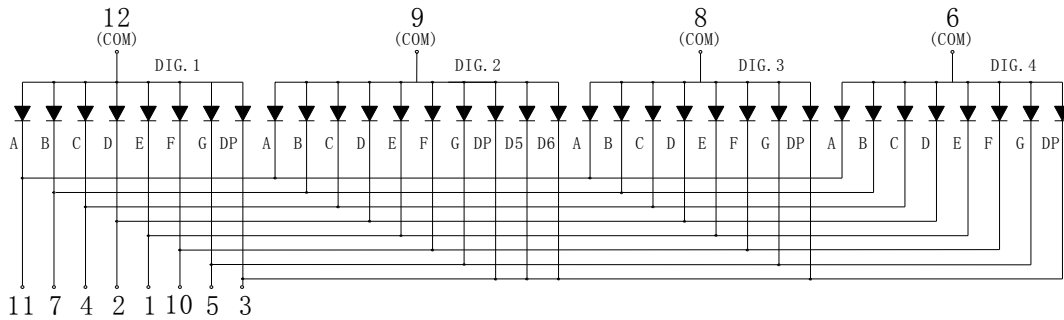 12 9 8 6
(COM) (COM) (COM) (COM)
DIG.1 DIG.2 DIG.3 DIG.4
A B C D E F G DP A B C D E F G DP D5 D6 A B C D E F G DP A B C D E F G DP
11 7 4 2 1 10 5 3